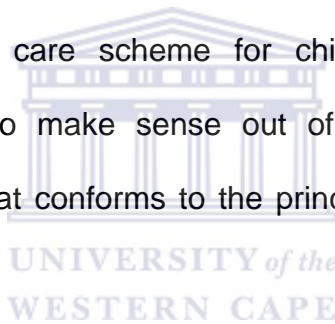 care scheme for chi
o make sense out of
at conforms to the princ
UNIVERSITY of the
WESTERN CAPE